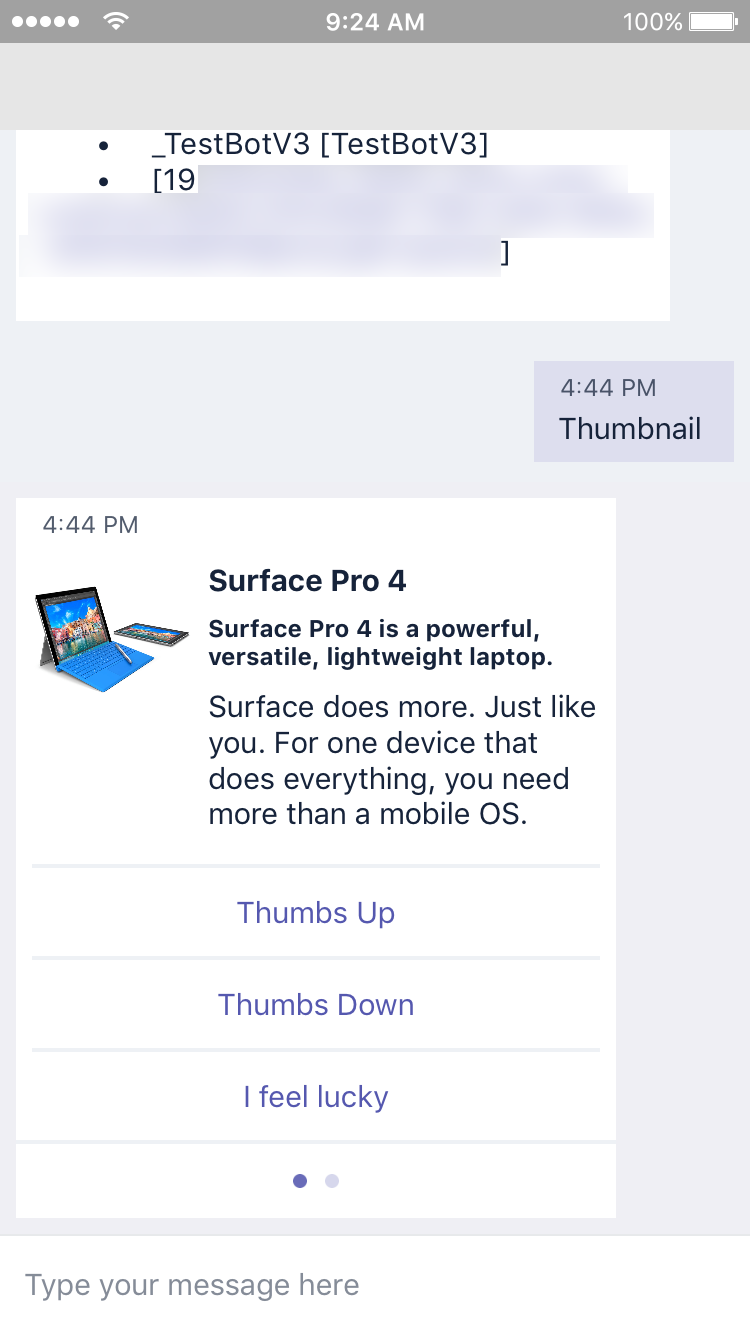 9:24 AM 100%
• _TestBotV3 [TestBotV3]
• [19
]
4:44 PM
Thumbnail
4:44 PM
Surface Pro 4
Surface Pro 4 is a powerful,
versatile, lightweight laptop.
Surface does more. Just like
you. For one device that
does everything, you need
more than a mobile OS.
Thumbs Up
Thumbs Down
I feel lucky
Type your message here